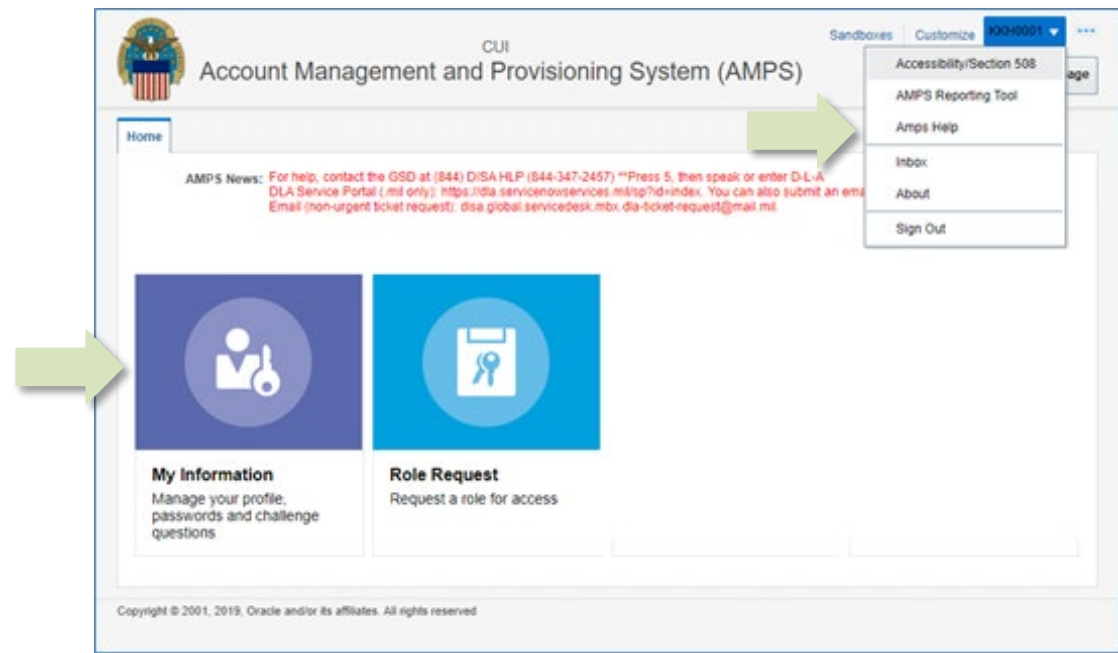 CUI
Account Management and Provisioning System (AMPS)
Sandboxes
Customize
KKH0001
Accessibility/Section 508
AMPS Reporting Tool
Amps Help
Inbox
About
Sign Out
age
Home
AMPS News: For help, contact the GSD at (844) DISA HLP (844-347-2457) **Press 5, then speak or enter D-L-A
DLA Service Portal (.mil only): https://dla.servicenowservices.mil/sp?id=index. You can also submit an ema
Email (non-urgent ticket request): disa.global.servicedesk.mbx.dla-ticket-request@mail.mil.
My Information
Manage your profile,
passwords and challenge
questions
Role Request
Request a role for access
Copyright © 2001, 2019, Oracle and/or its affiliates. All rights reserved